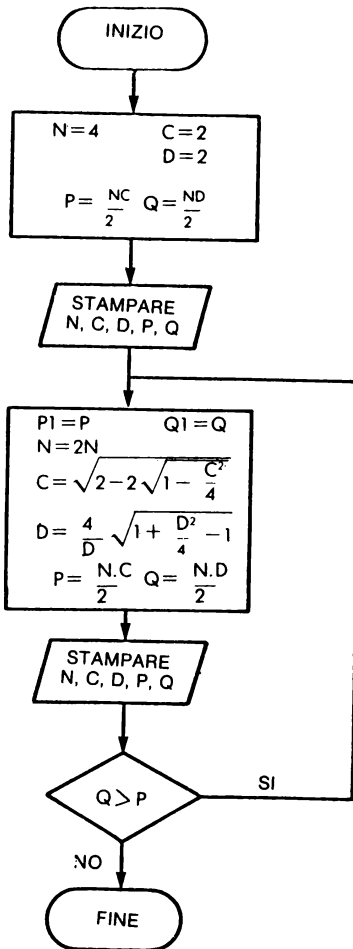 INIZIO
N=4 C=2
D=2
P= NC/2 Q= ND/2
STAMPARE
N, C, D, P, Q
P1=P Q1=Q
N=2N
C=√(2-2√(1-C²/4))
D= 4/D √(1+ D²/4 -1)
P= N.C/2 Q= N.D/2
STAMPARE
N, C, D, P, Q
Q>P
SI
NO
FINE